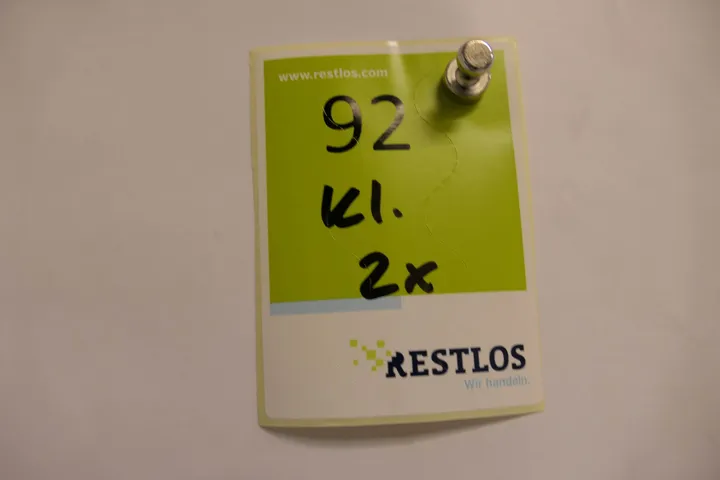 www.restlos.com
92
Kl.
2x
RESTLOS
Wir handeln.